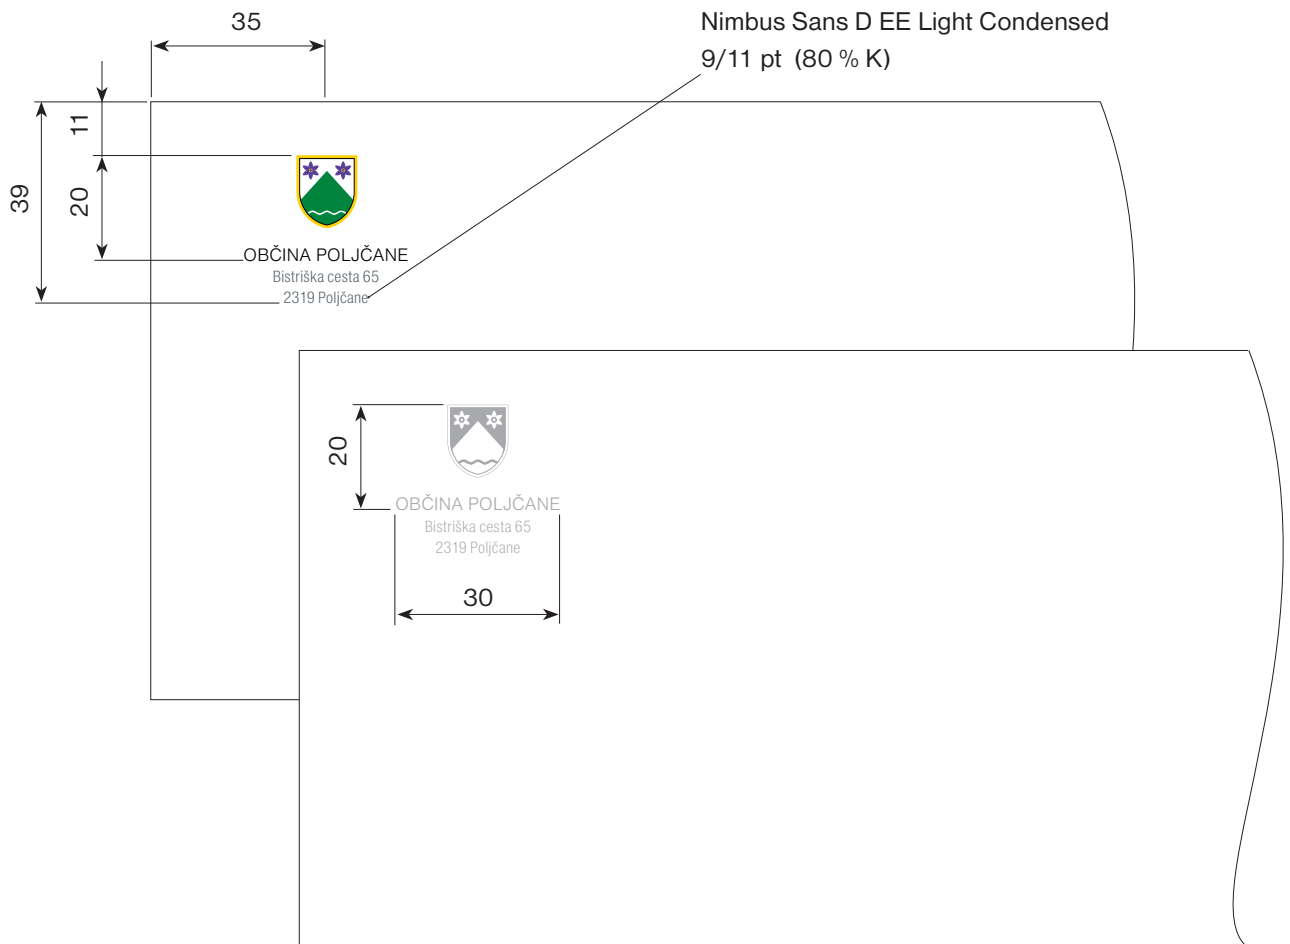 35
Nimbus Sans D EE Light Condensed
9/11 pt (80 % K)
11
39
20
OBČINA POLJČANE
Bistriška cesta 65
2319 Poljčane
20
OBČINA POLJČANE
Bistriška cesta 65
2319 Poljčane
30